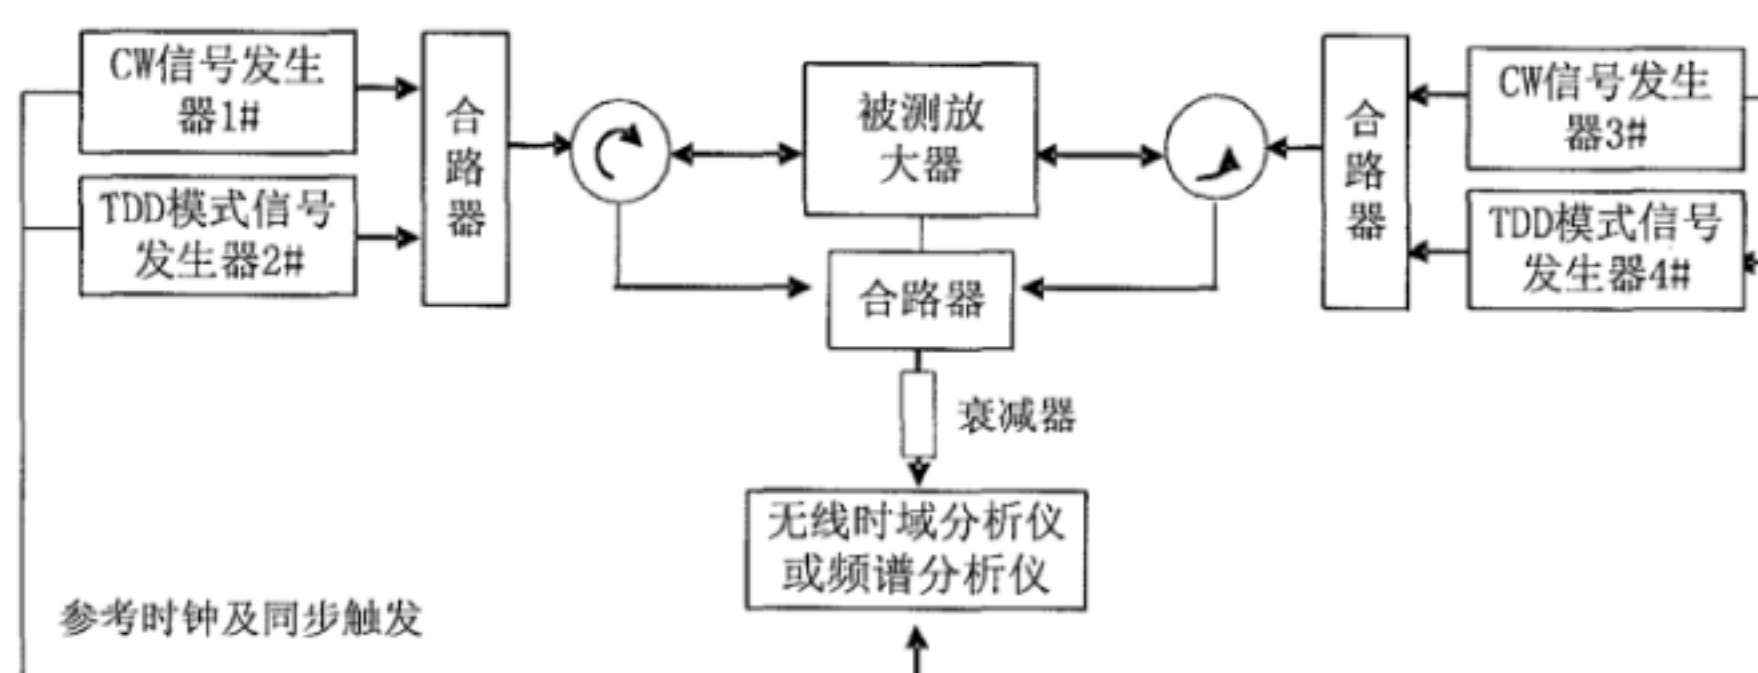 CW信号发生
器1#
合
路
器
TDD模式信号
发生器2#
被测放
大器
合路器
衰减器
无线时域分析仪
或频谱分析仪
合
路
器
CW信号发生
器3#
TDD模式信号
发生器4#
参考时钟及同步触发